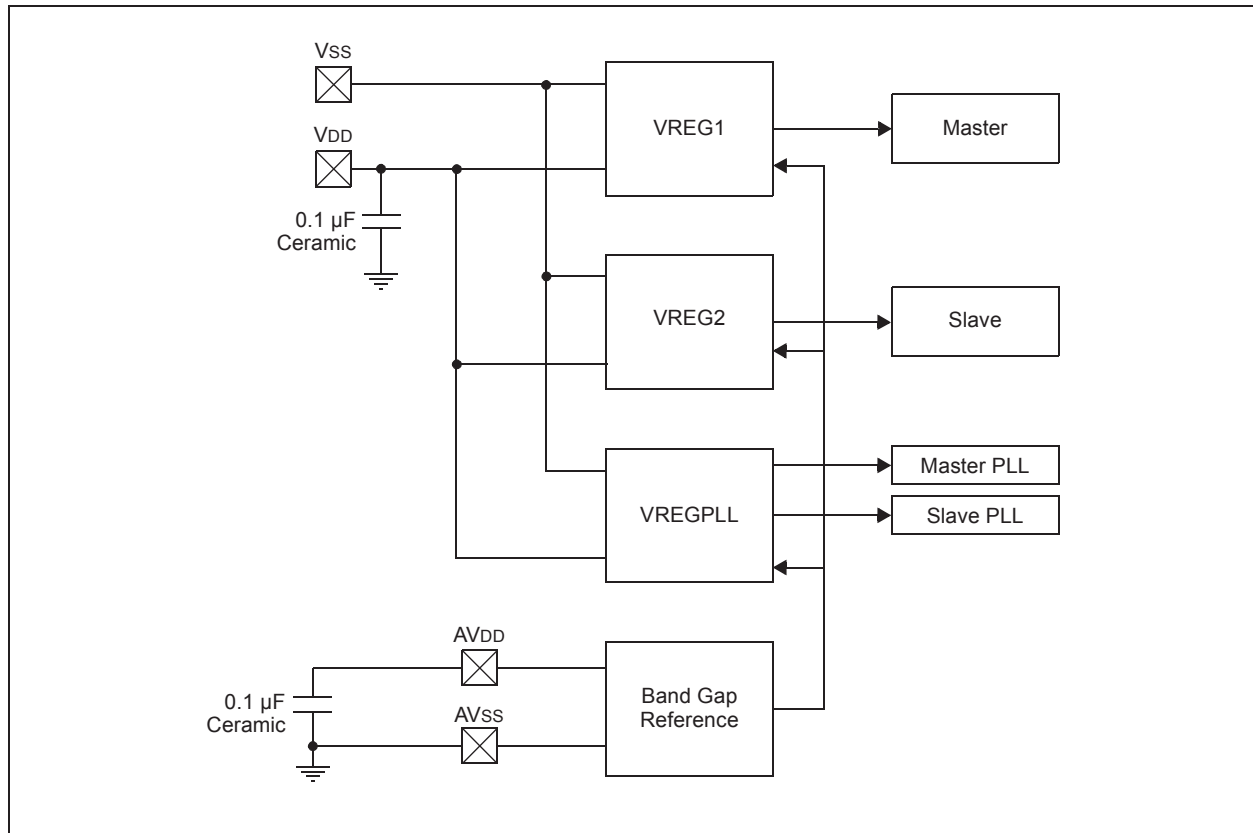 VSS
VREG1
Master
VDD
0.1 µF
Ceramic
VREG2
Slave
VREGPLL
Master PLL
Slave PLL
AVDD
0.1 µF
Ceramic
AVSS
Band Gap
Reference